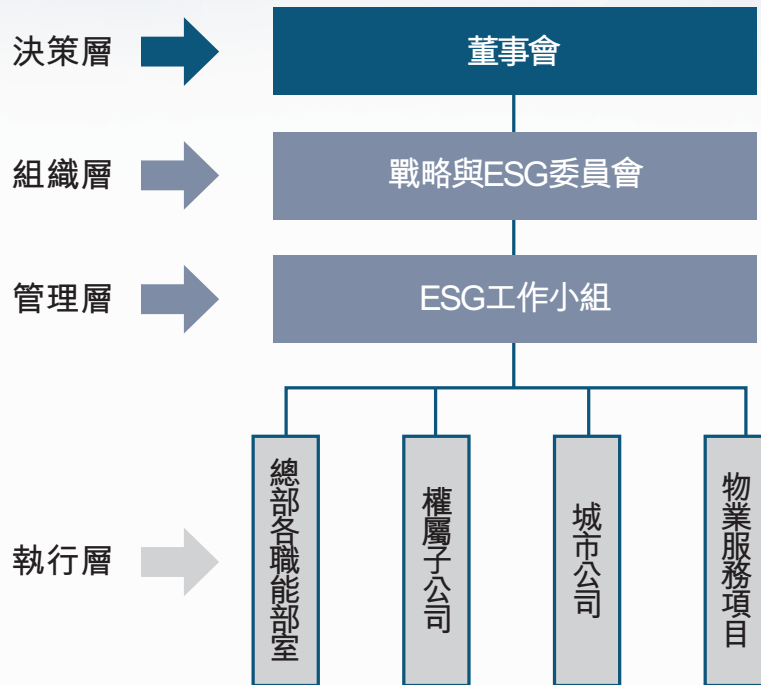 決策層
董事會
組織層
戰略與ESG委員會
管理層
ESG工作小組
執行層
總部各職能部室
權屬子公司
城市公司
物業服務項目